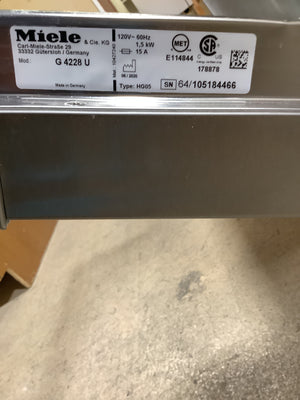 Miele & Cie. KG
Carl-Miele-Straße 29
33332 Gütersloh / Germany
Mod. G 4228 U
Made in Germany
120V~ 60Hz
1,5 kW
15 A
06 / 2020
Type: HG05
MET
E114844
178878
SN 64/105184466